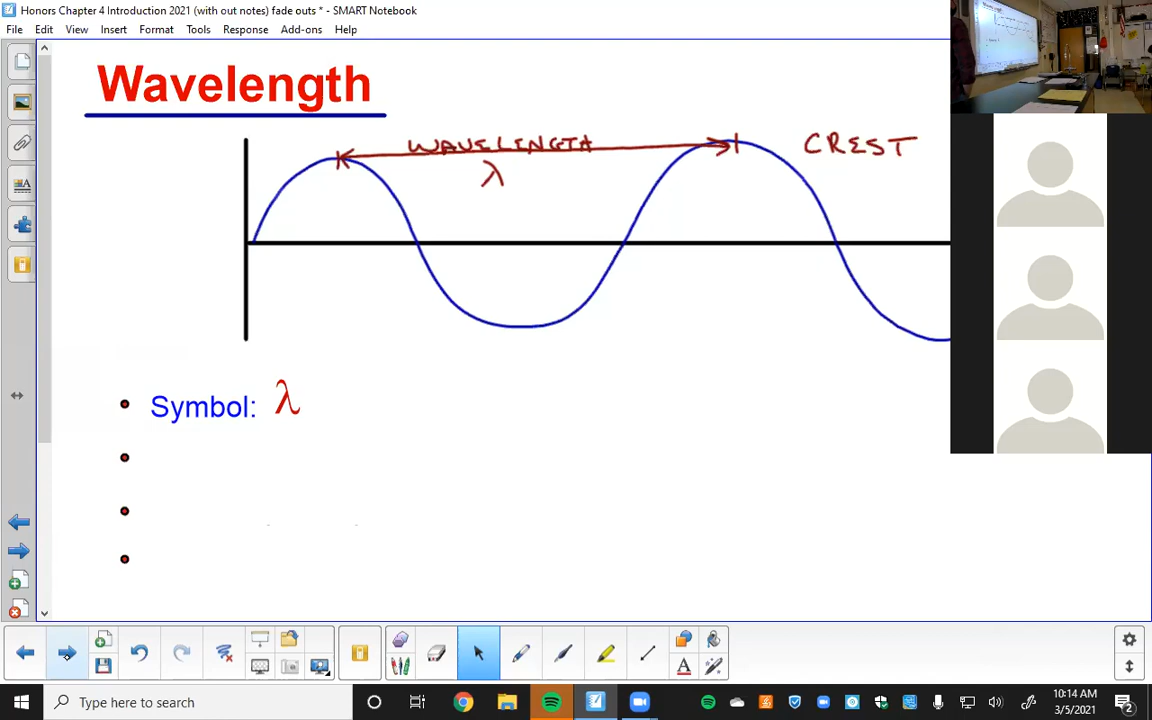 Honors Chapter 4 Introduction 2021 (with out notes) fade outs * - SMART Notebook
File Edit View Insert Format Tools Response Add-ons Help
Wavelength
WAVELENGTH
CREST
λ
Symbol: λ
A
Type here to search
10:14 AM
3/5/2021
2